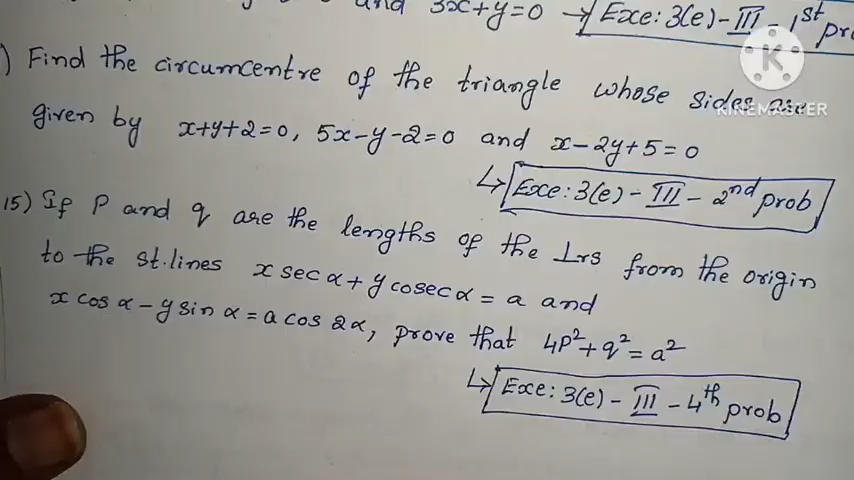 and 3x+y=0 → Exe: 3(e)-III-1st pro
) Find the circumcentre of the triangle whose sides are
given by x+y+2=0, 5x-y-2=0 and x-2y+5=0
↳ Exe: 3(e)-III-2nd prob
15) If P and q are the lengths of the ⊥rs from the origin
to the st.lines x sec α + y cosec α = a and
x cos α - y sin α = a cos 2α, prove that 4P²+q²=a²
↳ Exe: 3(e)-III-4th prob
K
KINEMASTER